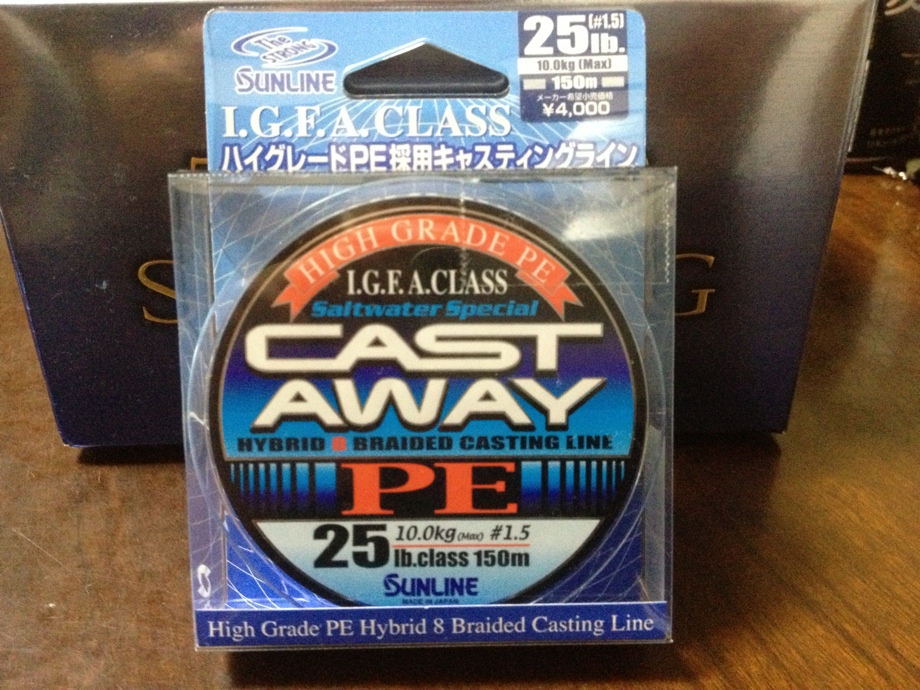 The
STRONG
SUNLINE
25 lb. (#1.5)
10.0kg (Max)
150m
メーカー希望小売価格
¥4,000
I.G.F.A. CLASS
ハイグレードPE採用キャスティングライン
HIGH GRADE PE
I.G.F.A.CLASS
Saltwater Special
CAST
AWAY
HYBRID 8 BRAIDED CASTING LINE
PE
25 lb.class 150m
10.0kg (Max) #1.5
SUNLINE
MADE IN JAPAN
High Grade PE Hybrid 8 Braided Casting Line
S
G